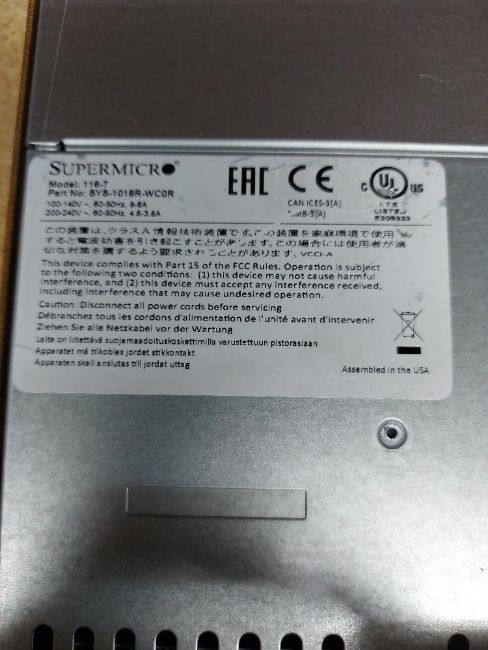 SUPERMICRO
Model: 116-7
Part No: SYS-1018R-WC0R
100-140V ~, 60-50Hz, 8-6A
200-240V ~, 60-50Hz, 4.8-3.8A
EAC CE
CAN ICES-3(A)
NMB-3(A)
C UL US
I.T.E
LISTED
E209323
この装置は、クラスA 情報技術装置です。この装置を家庭環境で使用
すると電波妨害を引き起こすことがあります。この場合には使用者が適
切な対策を講するよう要求されることがあります。VCCI-A
This device complies with Part 15 of the FCC Rules. Operation is subject
to the following two conditions: (1) this device may not cause harmful
interference, and (2) this device must accept any interference received,
including interference that may cause undesired operation.
Caution: Disconnect all power cords before servicing
Débranchez tous les cordons d'alimentation de l'unité avant d'intervenir
Ziehen Sie alle Netzkabel vor der Wartung
Laite on liitettävä suojamaadoituskoskettimilla varustettuun pistorasiaan
Apparatet må tilkobles jordat stikkontakt
Apparaten skall anslutas till jordat uttag
Assembled in the USA